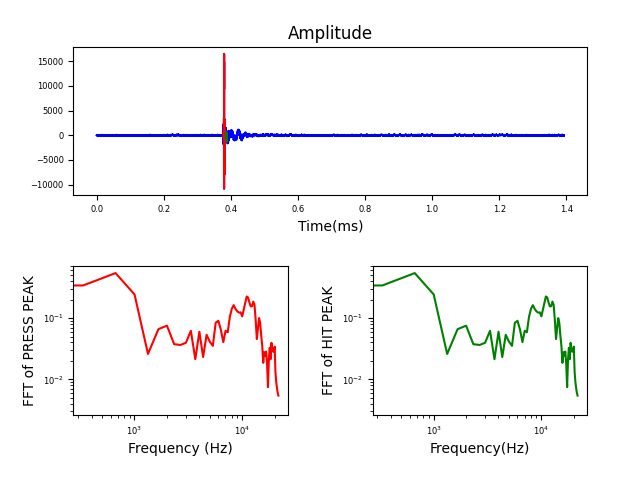 Amplitude
15000
10000
5000
0
−5000
−10000
0.0 0.2 0.4 0.6 0.8 1.0 1.2 1.4
Time(ms)
FFT of PRESS PEAK
10⁻¹
10⁻²
10³ 10⁴
Frequency (Hz)
FFT of HIT PEAK
10⁻¹
10⁻²
10³ 10⁴
Frequency(Hz)